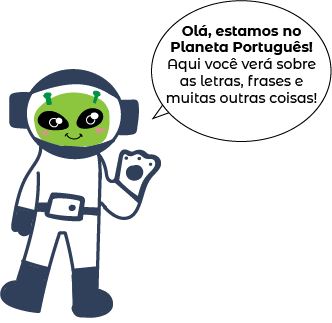 Olá, estamos no
Planeta Português!
Aqui você verá sobre
as letras, frases e
muitas outras coisas!